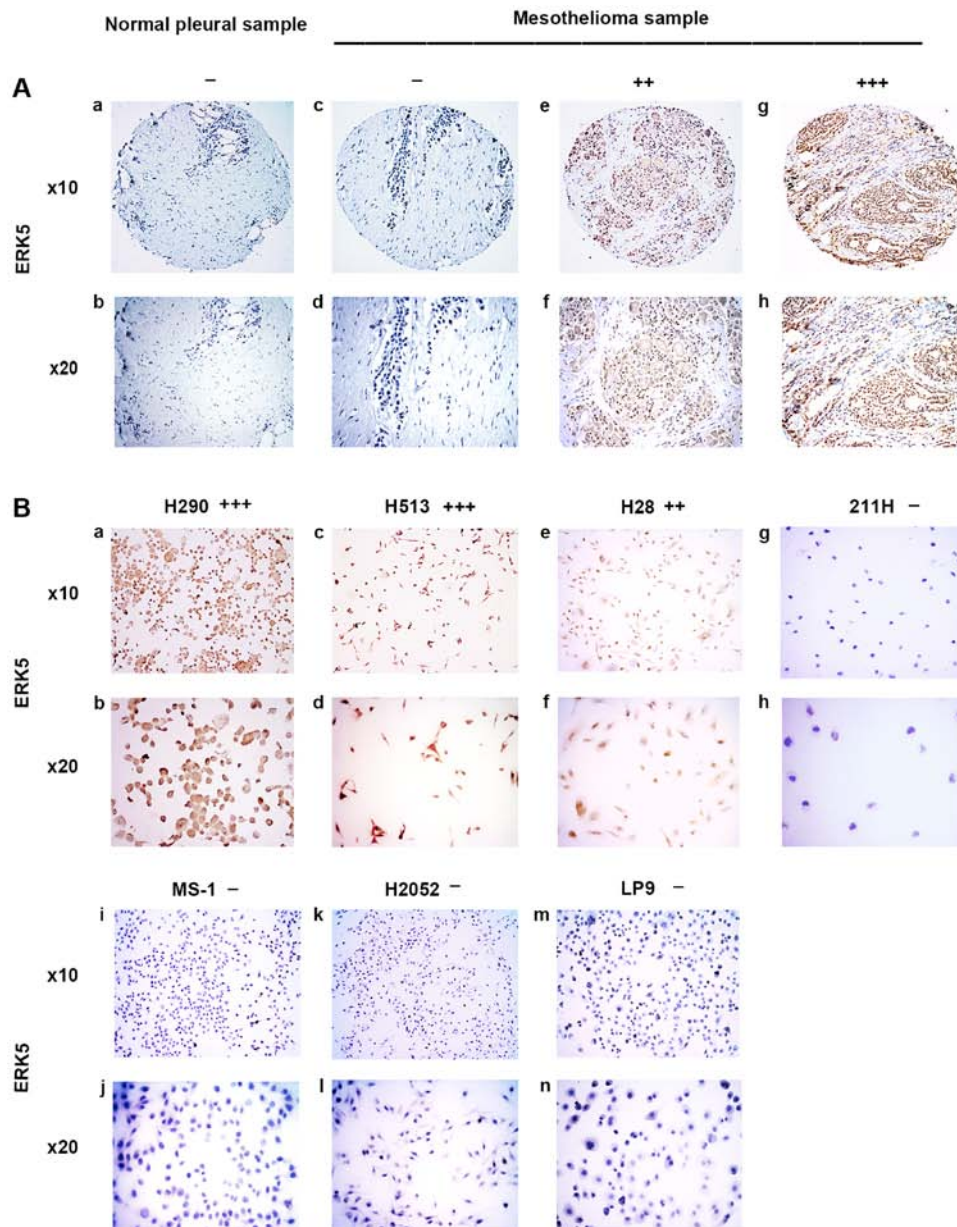 Normal pleural sample Mesothelioma sample
A – – ++ +++
a c e g
x10
ERK5
b d f h
x20
B H290 +++ H513 +++ H28 ++ 211H –
a c e g
x10
ERK5
b d f h
x20
MS-1 – H2052 – LP9 –
i k m
x10
ERK5
j l n
x20